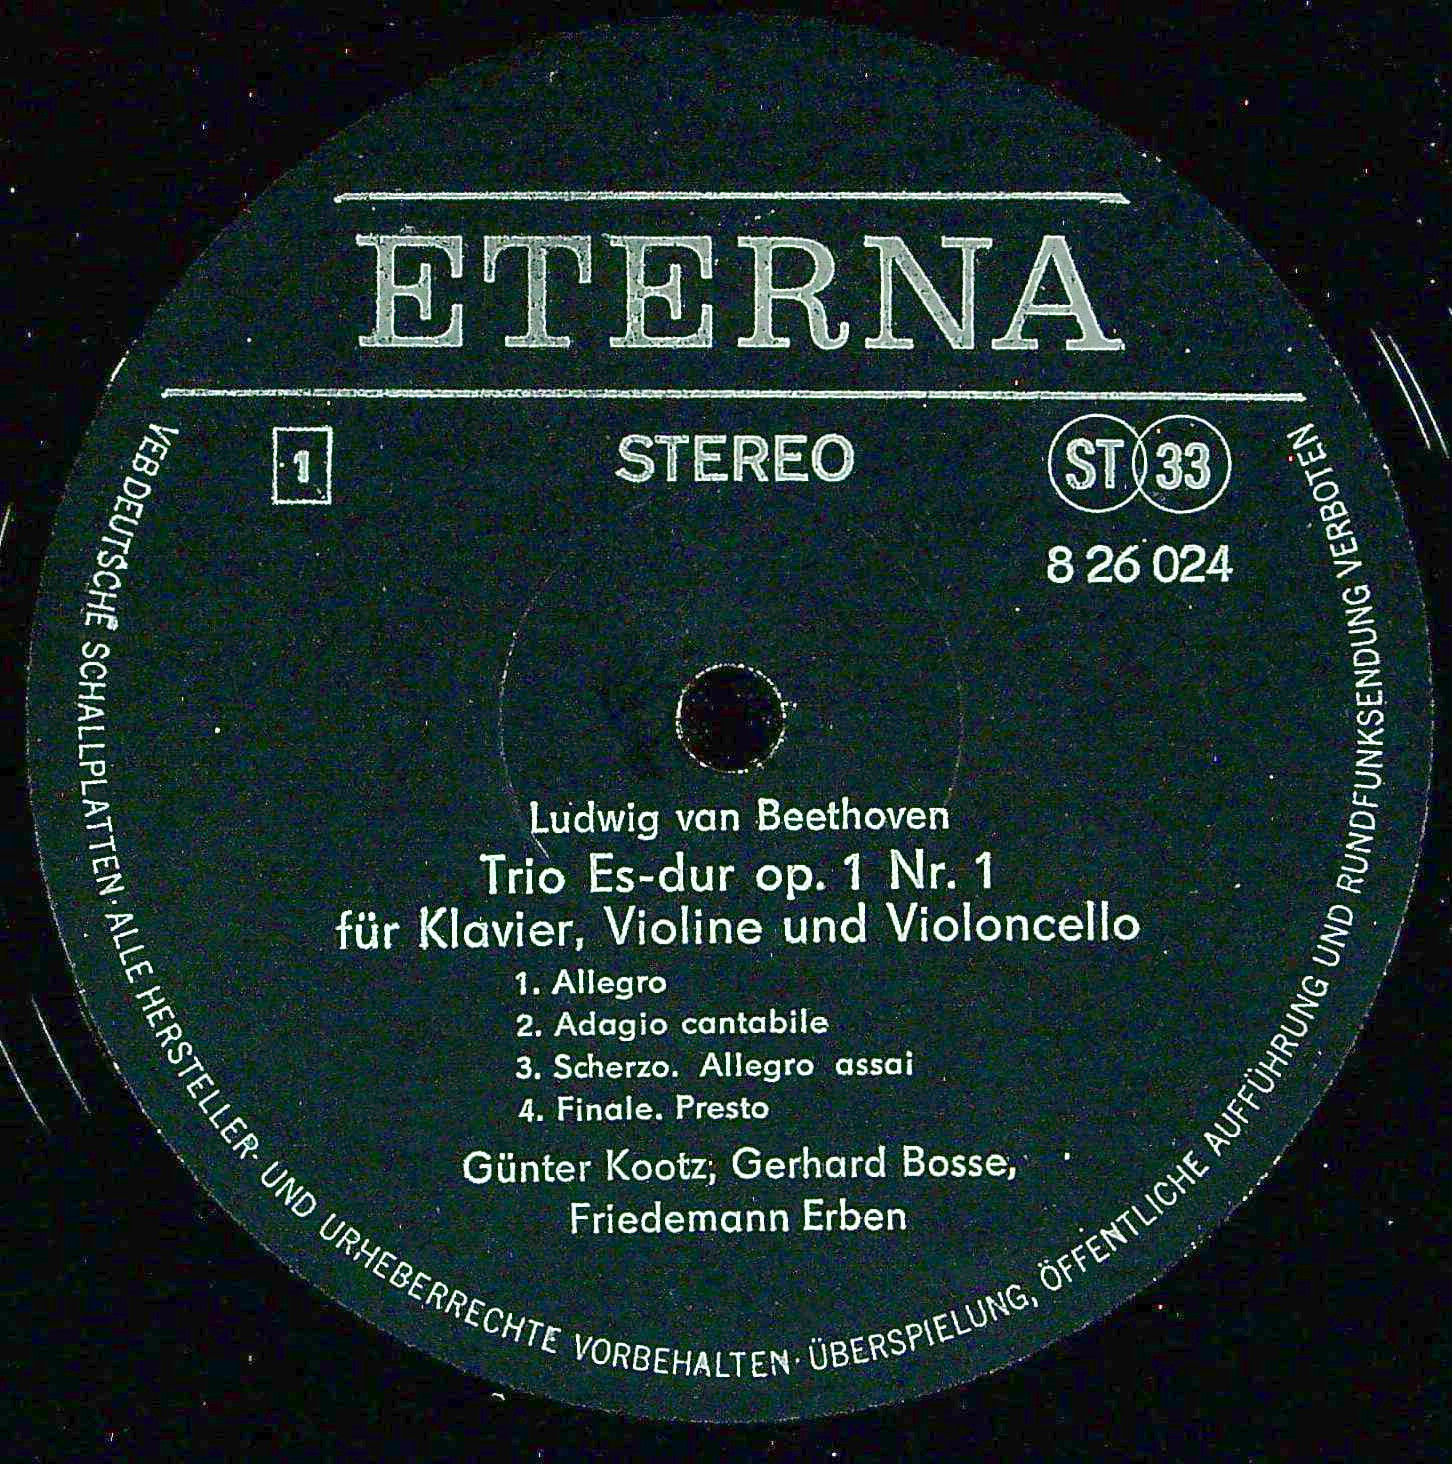 ETERNA
1
STEREO
ST 33
8 26 024
Ludwig van Beethoven
Trio Es-dur op. 1 Nr. 1
für Klavier, Violine und Violoncello
1. Allegro
2. Adagio cantabile
3. Scherzo. Allegro assai
4. Finale. Presto
Günter Kootz; Gerhard Bosse,
Friedemann Erben
VEB DEUTSCHE SCHALLPLATTEN · ALLE HERSTELLER- UND URHEBERRECHTE VORBEHALTEN · ÜBERSPIELUNG, ÖFFENTLICHE AUFFÜHRUNG UND RUNDFUNKSENDUNG VERBOTEN